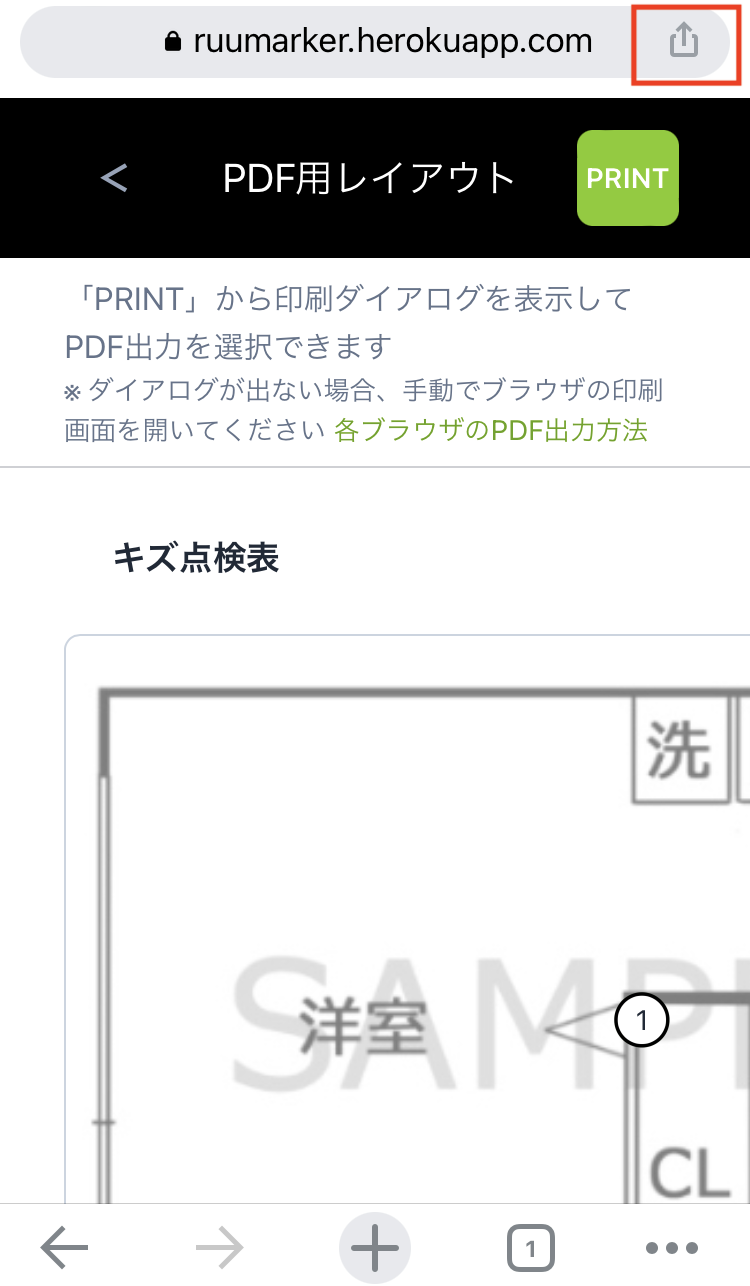 ruumarker.herokuapp.com
< PDF用レイアウト PRINT
「PRINT」から印刷ダイアログを表示して
PDF出力を選択できます
※ ダイアログが出ない場合、手動でブラウザの印刷
画面を開いてください 各ブラウザのPDF出力方法
キズ点検表
洗
SAMP
洋室
1
CL
1